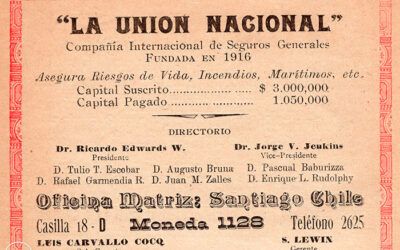 "LA UNION NACIONAL"
Compañía Internacional de Seguros Generales
FUNDADA EN 1916
Asegura Riesgos de Vida, Incendios, Marítimos, etc.
Capital Suscrito ........ $ 3,000,000
Capital Pagado ........ 1,050,000
DIRECTORIO
Dr. Ricardo Edwards W. Dr. Jorge V. Jenkins
Presidente Vice-Presidente
D. Tulio T. Escobar D. Augusto Bruna D. Pascual Baburizza
D. Rafael Garmendia R. D. Juan M. Zalles D. Enrique L. Rudolphy
Oficina Matriz: Santiago Chile
Casilla 18-D Moneda 1128 Teléfono 2625
LUIS CARVALLO COCQ S. LEWIN
Gerente